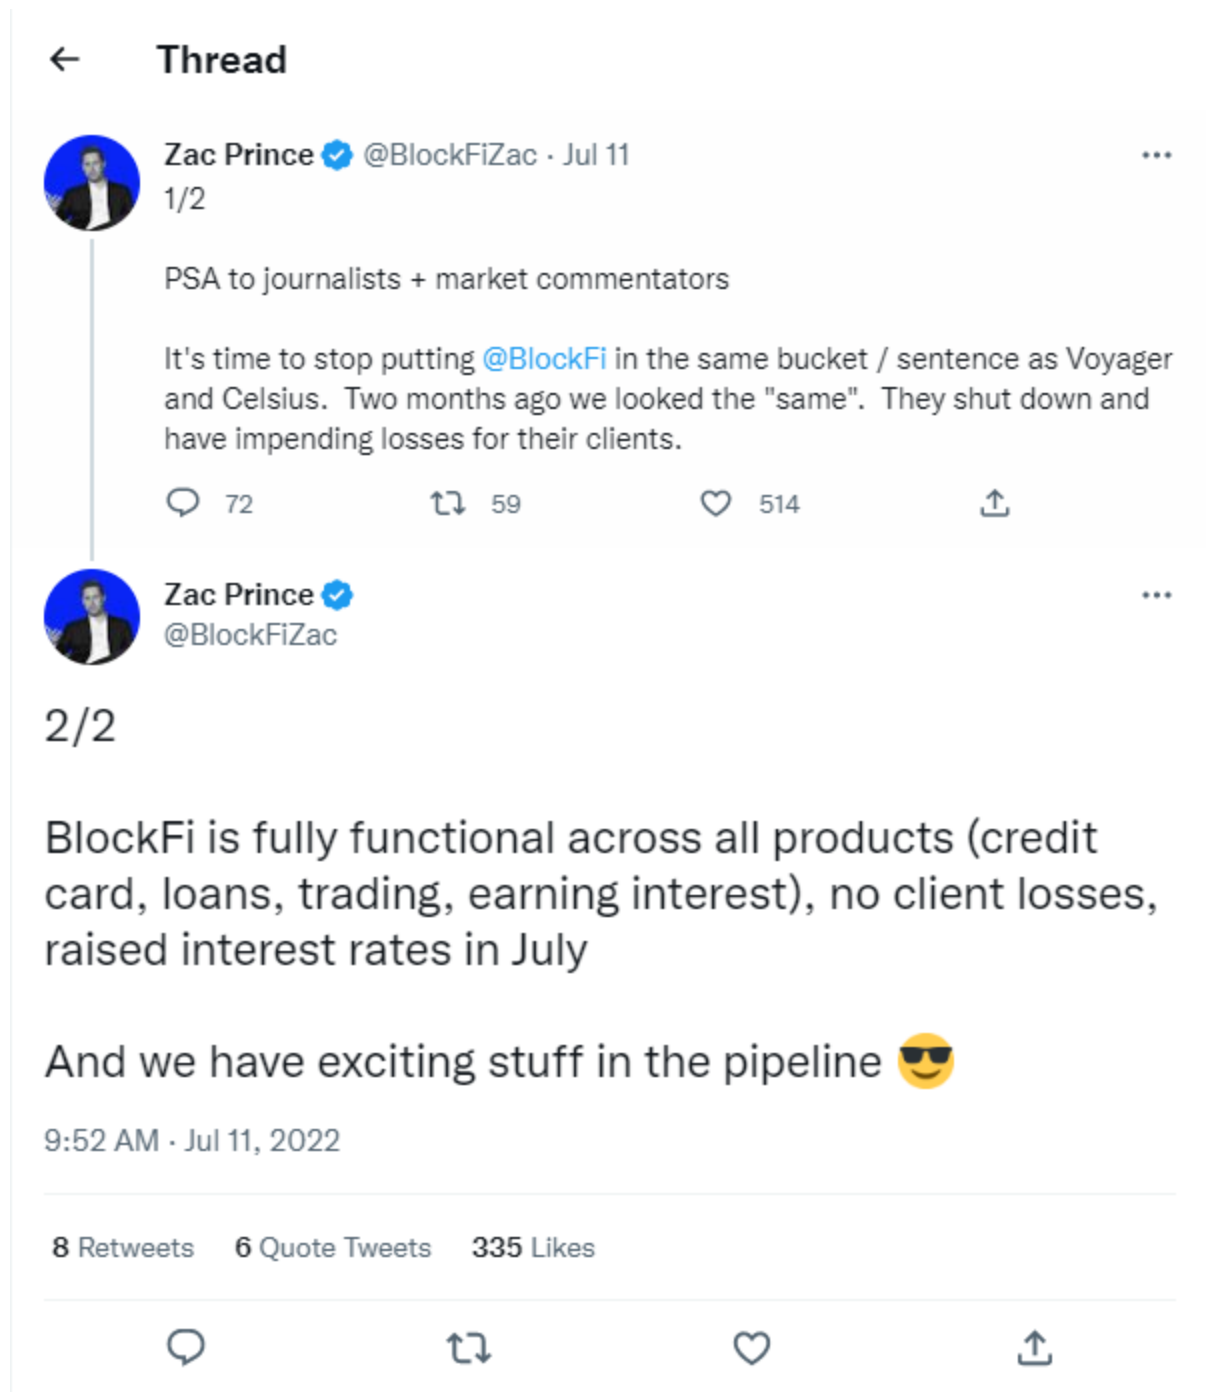 Thread
Zac Prince @BlockFiZac · Jul 11
1/2
PSA to journalists + market commentators
It's time to stop putting @BlockFi in the same bucket / sentence as Voyager
and Celsius.  Two months ago we looked the "same".  They shut down and
have impending losses for their clients.
72 59 514
Zac Prince
@BlockFiZac
2/2
BlockFi is fully functional across all products (credit
card, loans, trading, earning interest), no client losses,
raised interest rates in July
And we have exciting stuff in the pipeline 😎
9:52 AM · Jul 11, 2022
8 Retweets 6 Quote Tweets 335 Likes